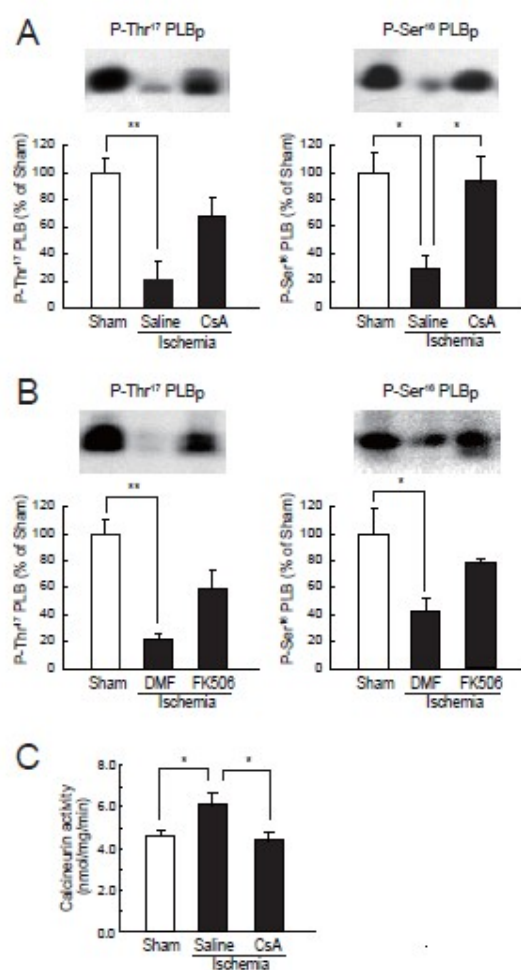 A
P-Thr¹⁷ PLBp
P-Ser¹⁶ PLBp
**
*
*
P-Thr¹⁷ PLB (% of Sham)
120
100
80
60
40
20
0
Sham
Saline
CsA
Ischemia
P-Ser¹⁶ PLB (% of Sham)
120
100
80
60
40
20
0
Sham
Saline
CsA
Ischemia
B
P-Thr¹⁷ PLBp
P-Ser¹⁶ PLBp
**
*
P-Thr¹⁷ PLB (% of Sham)
120
100
80
60
40
20
0
Sham
DMF
FK506
Ischemia
P-Ser¹⁶ PLB (% of Sham)
120
100
80
60
40
20
0
Sham
DMF
FK506
Ischemia
C
*
*
Calcineurin activity
(nmol/mg/min)
8.0
6.0
4.0
2.0
0
Sham
Saline
CsA
Ischemia